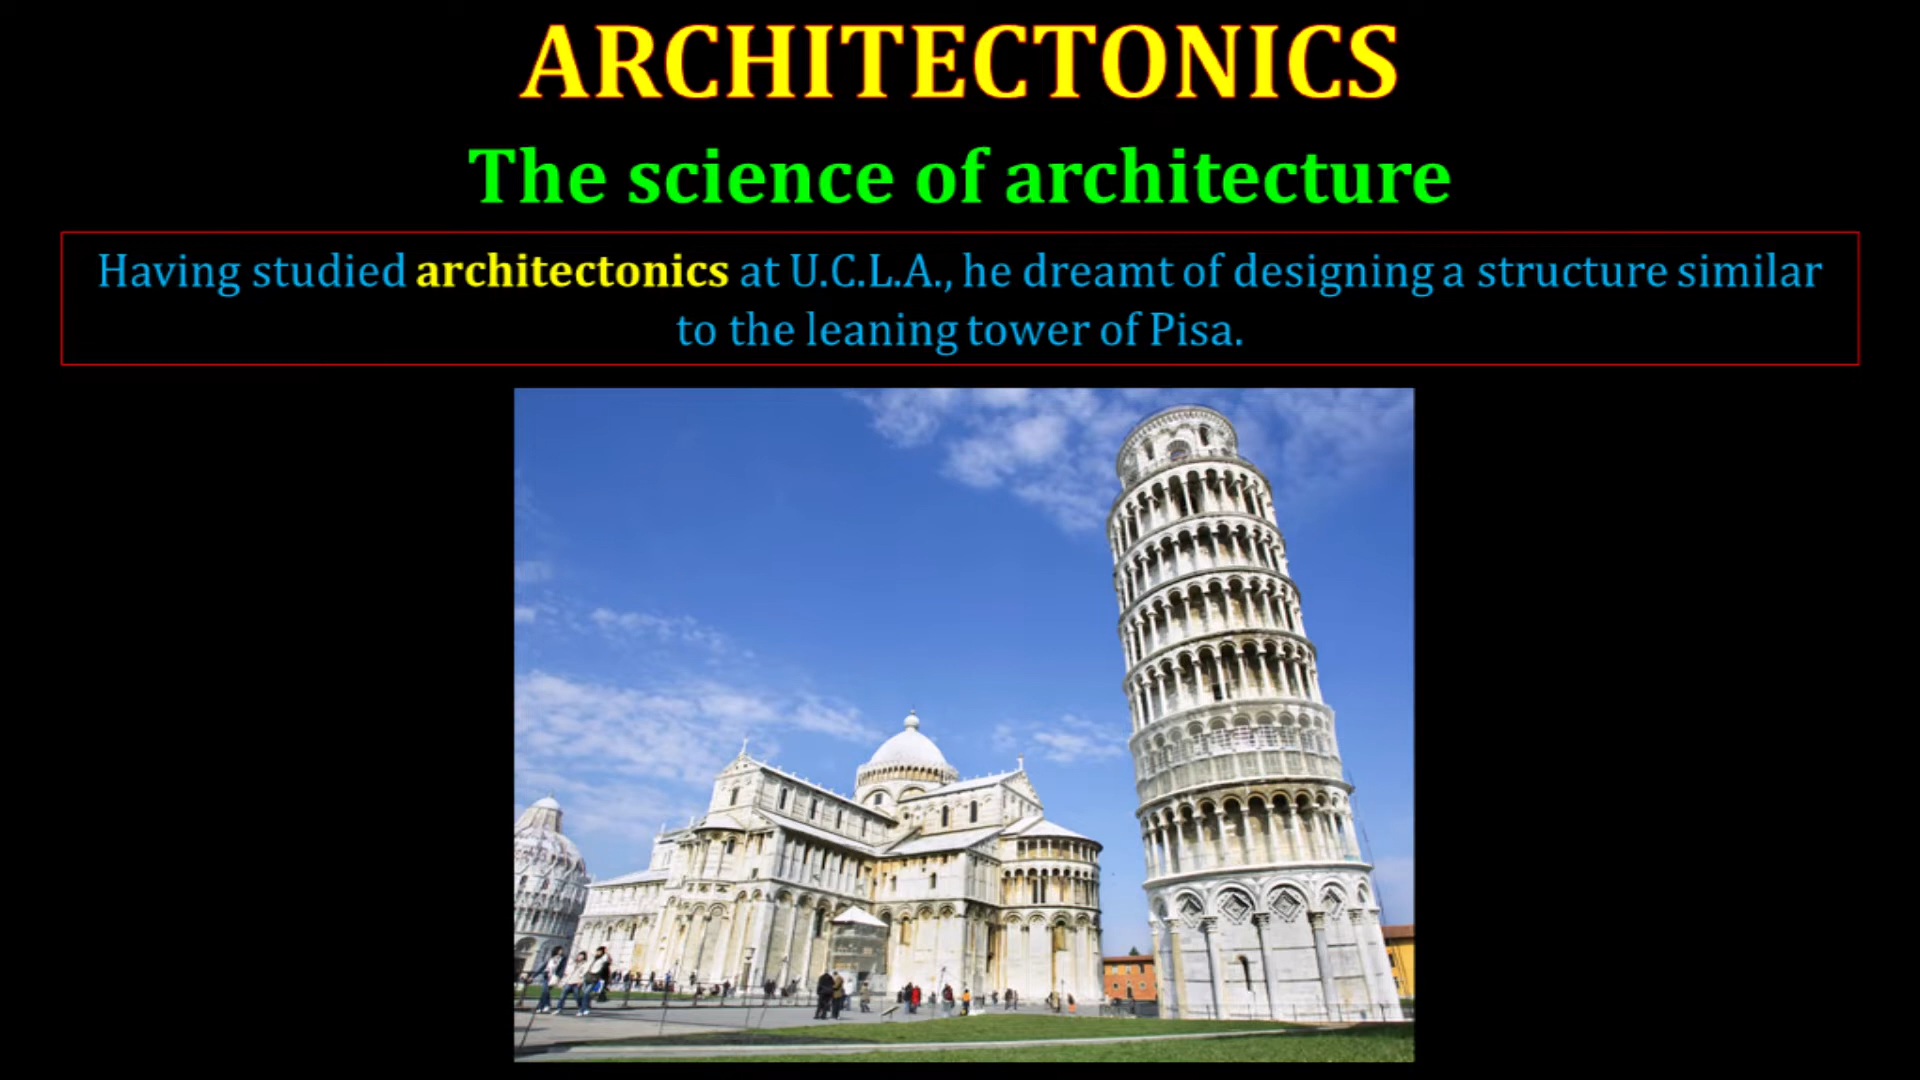 ARCHITECTONICS
The science of architecture
Having studied architectonics at U.C.L.A., he dreamt of designing a structure similar
to the leaning tower of Pisa.